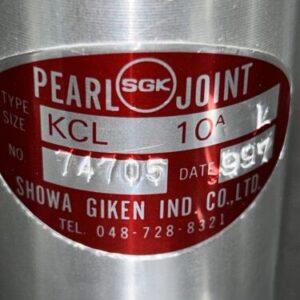 PEARL SGK JOINT
TYPE
SIZE KCL 10A L
NO 74705 DATE 997
SHOWA GIKEN IND. CO., LTD.
TEL. 048-728-8321